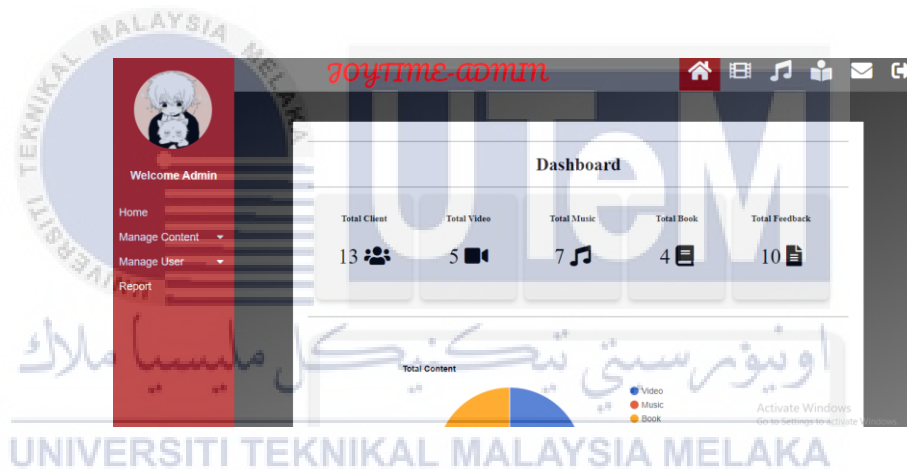 UNIVERSITI TEKNIKAL MALAYSIA MELAKA
UTeM
JOYTIME-ADMIN
Welcome Admin
Home
Manage Content
Manage User
Report
Dashboard
Total Client
13
Total Video
5
Total Music
7
Total Book
4
Total Feedback
10
Total Content
Video
Music
Book
Activate Windows
Go to Settings to activate Windows.
اونيۏرسيتي تيكنيكل مليسيا ملاك
UNIVERSITI TEKNIKAL MALAYSIA MELAKA